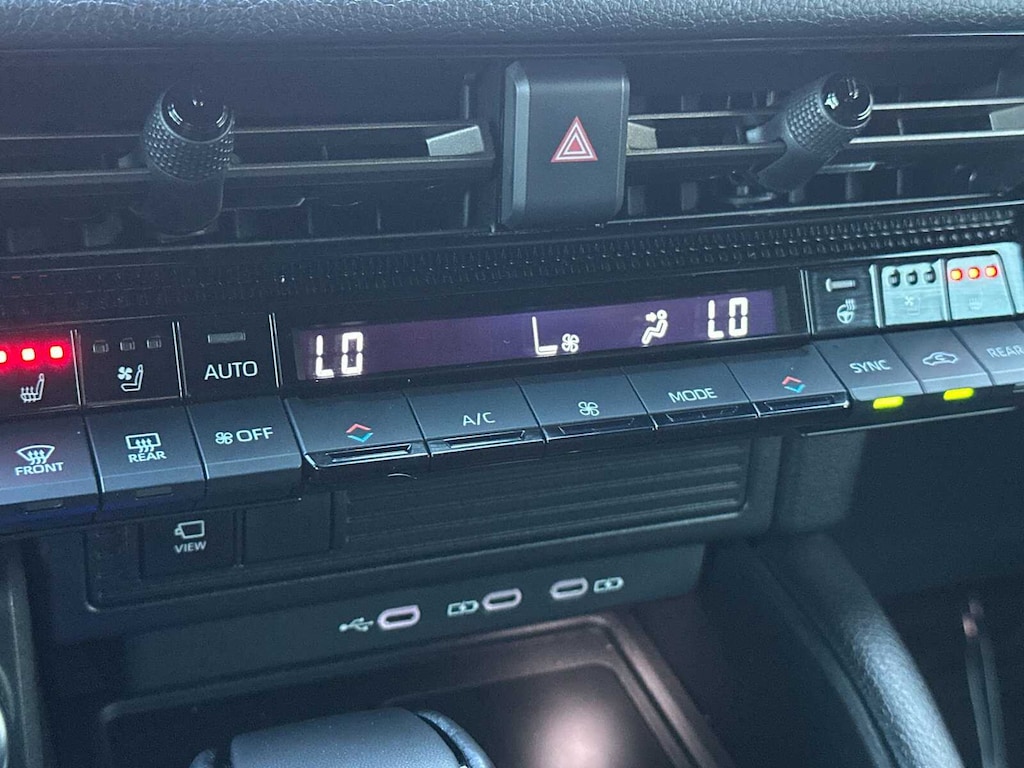 LO LO
AUTO
SYNC
REAR
A/C
MODE
OFF
FRONT
REAR
VIEW